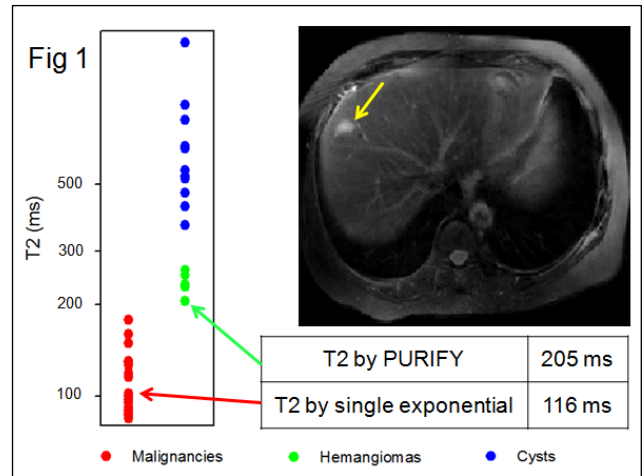 Fig 1
T2 (ms)
500
300
200
100
T2 by PURIFY 205 ms
T2 by single exponential 116 ms
Malignancies Hemangiomas Cysts